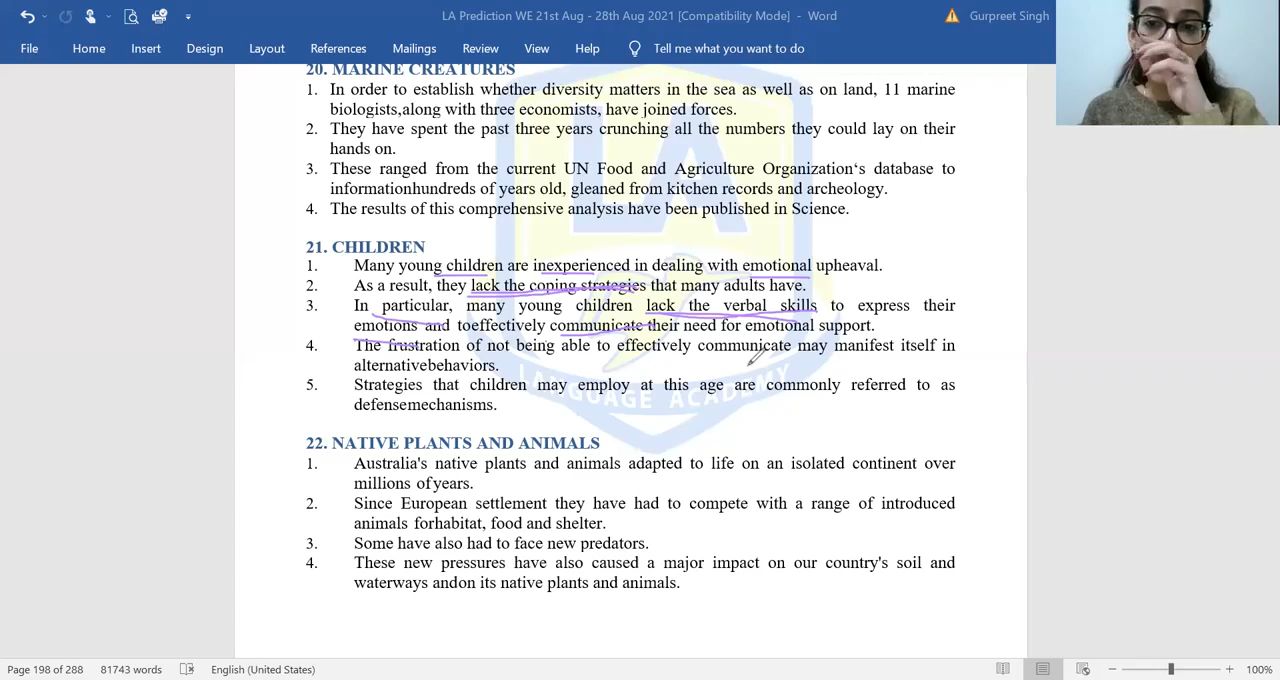 LA Prediction WE 21st Aug - 28th Aug 2021 [Compatibility Mode] - Word
Gurpreet Singh
File Home Insert Design Layout References Mailings Review View Help Tell me what you want to do
20. MARINE CREATURES
1. In order to establish whether diversity matters in the sea as well as on land, 11 marine
biologists,along with three economists, have joined forces.
2. They have spent the past three years crunching all the numbers they could lay on their
hands on.
3. These ranged from the current UN Food and Agriculture Organization‘s database to
informationhundreds of years old, gleaned from kitchen records and archeology.
4. The results of this comprehensive analysis have been published in Science.
21. CHILDREN
1. Many young children are inexperienced in dealing with emotional upheaval.
2. As a result, they lack the coping strategies that many adults have.
3. In particular, many young children lack the verbal skills to express their
emotions and toeffectively communicate their need for emotional support.
4. The frustration of not being able to effectively communicate may manifest itself in
alternativebehaviors.
5. Strategies that children may employ at this age are commonly referred to as
defensemechanisms.
LA
LANGUAGE ACADEMY
22. NATIVE PLANTS AND ANIMALS
1. Australia's native plants and animals adapted to life on an isolated continent over
millions ofyears.
2. Since European settlement they have had to compete with a range of introduced
animals forhabitat, food and shelter.
3. Some have also had to face new predators.
4. These new pressures have also caused a major impact on our country's soil and
waterways andon its native plants and animals.
Page 198 of 288 81743 words English (United States) 100%